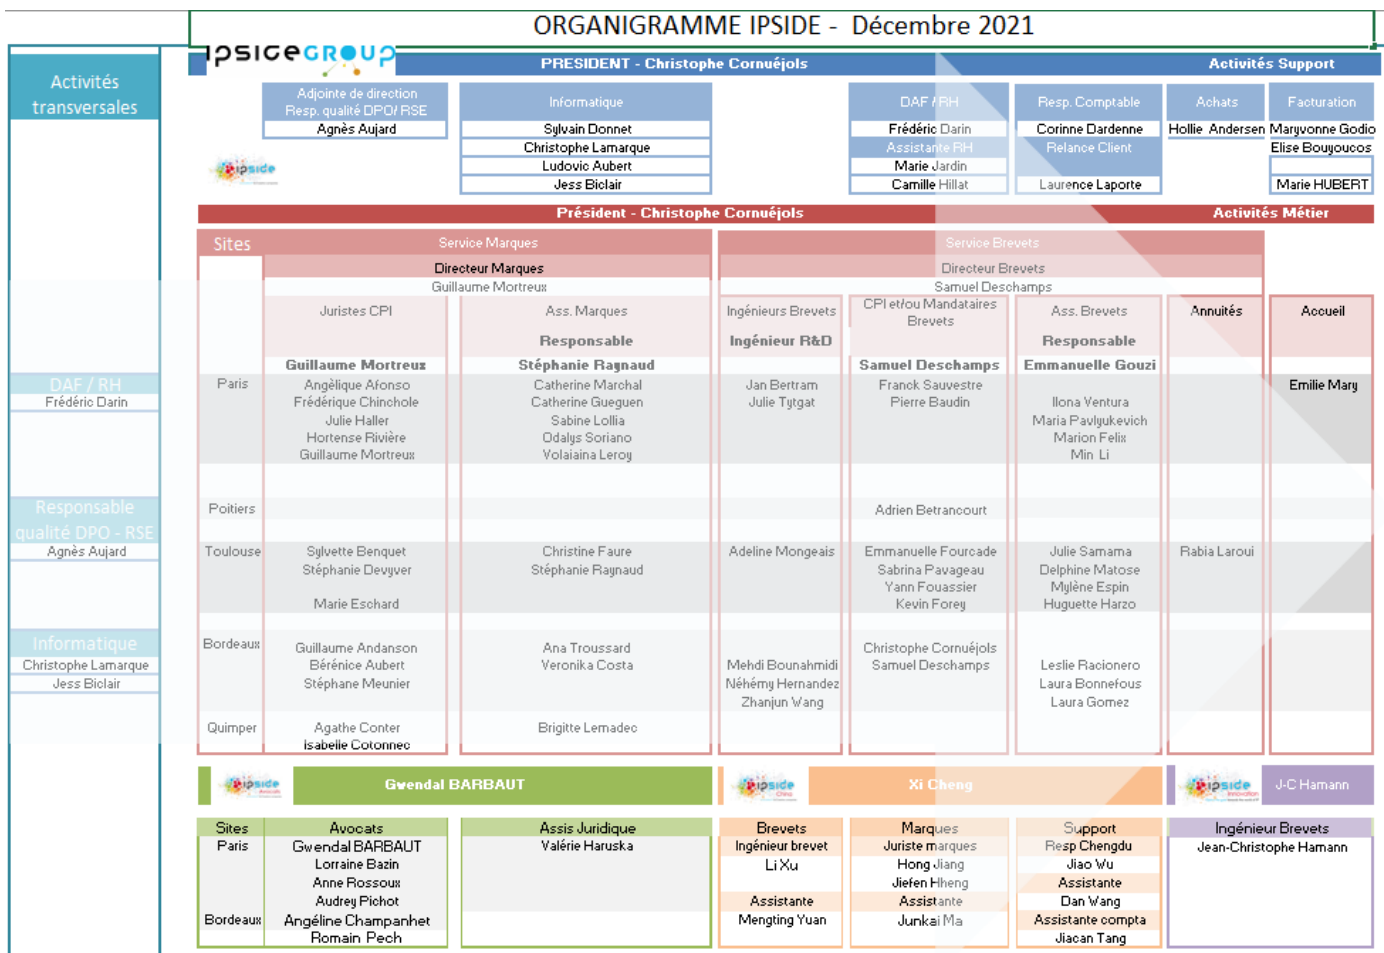 ORGANIGRAMME IPSIDE - Décembre 2021
ipsideGROUP
PRESIDENT - Christophe Cornuéjols Activités Support
Activités
transversales
Adjointe de direction
Resp. qualité DPO/ RSE
Agnès Aujard
Informatique
Sylvain Donnet
Christophe Lamarque
Ludovic Aubert
Jess Biclair
DAF / RH
Frédéric Darin
Assistante RH
Marie Jardin
Camille Hillat
Resp. Comptable
Corinne Dardenne
Relance Client
Laurence Laporte
Achats
Hollie Andersen
Facturation
Maryvonne Godio
Elise Bouyoucos
Marie HUBERT
ipside
Président - Christophe Cornuéjols Activités Métier
Sites
Service Marques
Directeur Marques
Guillaume Mortreux
Service Brevets
Directeur Brevets
Samuel Deschamps
Juristes CPI
Guillaume Mortreux
Ass. Marques
Responsable
Stéphanie Raynaud
Ingénieurs Brevets
Ingénieur R&D
CPI et/ou Mandataires
Brevets
Samuel Deschamps
Ass. Brevets
Responsable
Emmanuelle Gouzi
Annuités
Accueil
DAF / RH
Frédéric Darin
Responsable
qualité DPO - RSE
Agnès Aujard
Informatique
Christophe Lamarque
Jess Biclair
Paris
Angèlique Afonso
Frédérique Chinchole
Julie Haller
Hortense Rivière
Guillaume Mortreux
Catherine Marchal
Catherine Gueguen
Sabine Lollia
Odalys Soriano
Volaiaina Leroy
Jan Bertram
Julie Tytgat
Franck Sauvestre
Pierre Baudin
Ilona Ventura
Maria Pavlyukevich
Marion Felix
Min Li
Emilie Mary
Poitiers
Adrien Betrancourt
Toulouse
Sylvette Benquet
Stéphanie Devyver
Marie Eschard
Christine Faure
Stéphanie Raynaud
Adeline Mongeais
Emmanuelle Fourcade
Sabrina Pavageau
Yann Fouassier
Kevin Forey
Julie Samama
Delphine Matose
Mylène Espin
Huguette Harzo
Rabia Laroui
Bordeaux
Guillaume Andanson
Bérénice Aubert
Stéphane Meunier
Ana Troussard
Veronika Costa
Mehdi Bounahmidi
Néhémy Hernandez
Zhanjun Wang
Christophe Cornuéjols
Samuel Deschamps
Leslie Racionero
Laura Bonnefous
Laura Gomez
Quimper
Agathe Conter
Isabelle Cotonnec
Brigitte Lemadec
ipside
Gwendal BARBAUT
ipside
Xi Cheng
ipside
J-C Hamann
Sites
Paris
Bordeaux
Avocats
Gwendal BARBAUT
Lorraine Bazin
Anne Rossoux
Audrey Pichot
Angéline Champanhet
Romain Pech
Assis Juridique
Valérie Haruska
Brevets
Ingénieur brevet
Li Xu
Assistante
Mengting Yuan
Marques
Juriste marques
Hong Jiang
Jiefen Hheng
Assistante
Junkai Ma
Support
Resp Chengdu
Jiao Wu
Assistante
Dan Wang
Assistante compta
Jiacan Tang
Ingénieur Brevets
Jean-Christophe Hamann